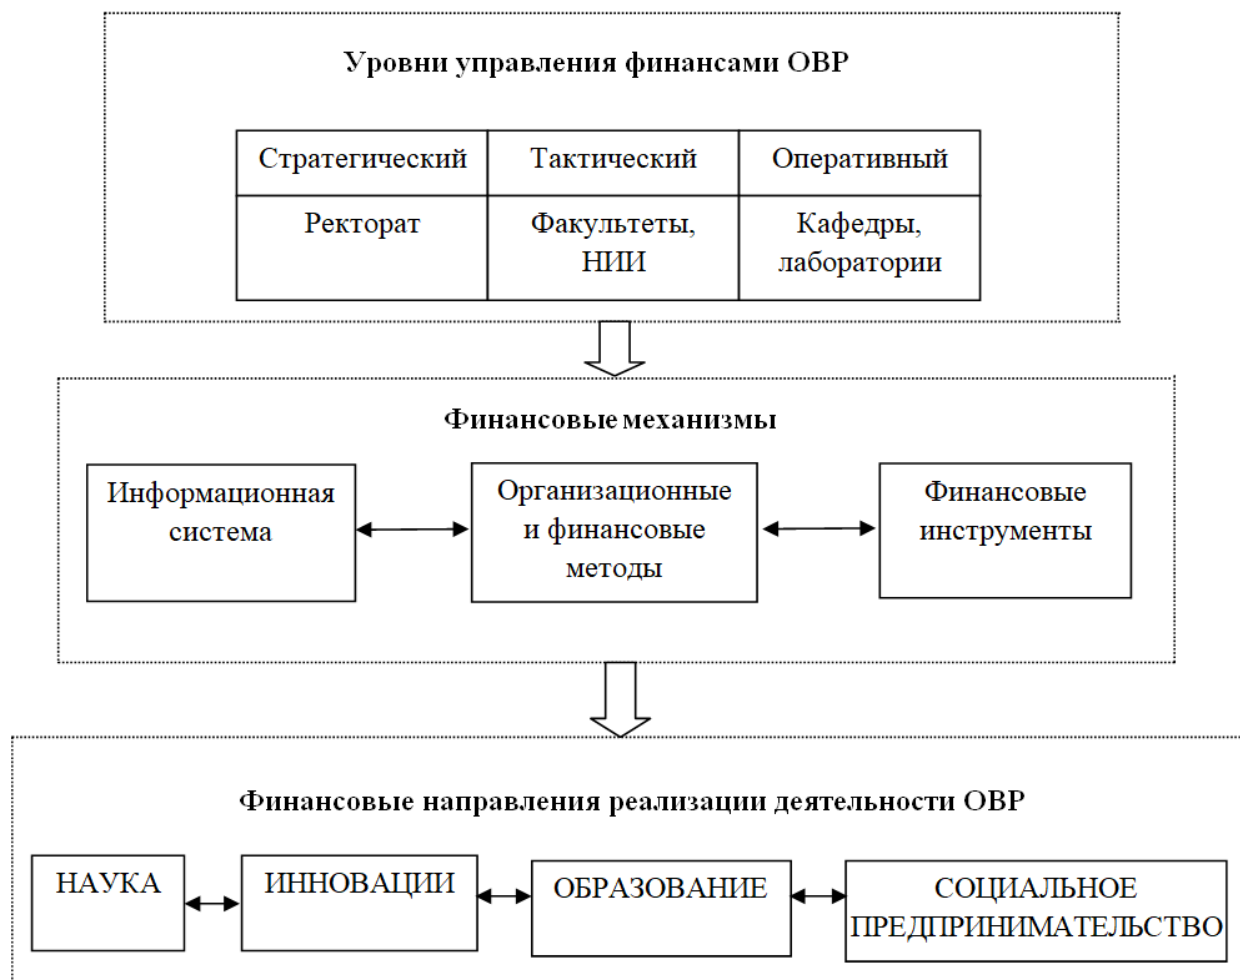 Уровни управления финансами ОВР
Стратегический
Тактический
Оперативный
Ректорат
Факультеты,
НИИ
Кафедры,
лаборатории
Финансовые механизмы
Информационная
система
Организационные
и финансовые
методы
Финансовые
инструменты
Финансовые направления реализации деятельности ОВР
НАУКА
ИННОВАЦИИ
ОБРАЗОВАНИЕ
СОЦИАЛЬНОЕ
ПРЕДПРИНИМАТЕЛЬСТВО